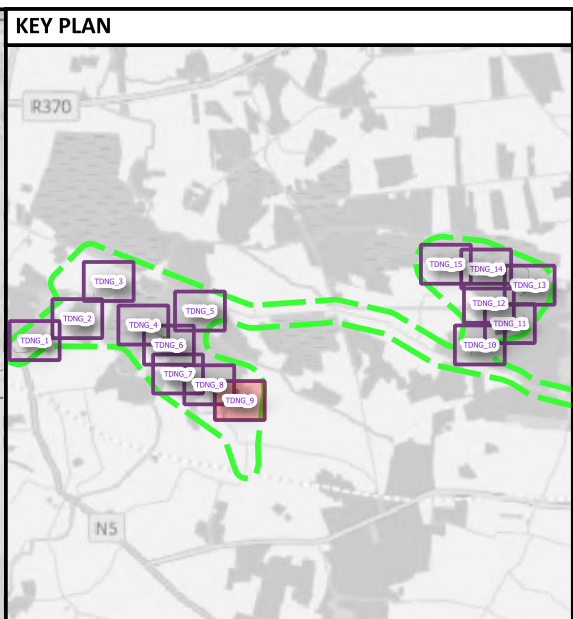 KEY PLAN
R370
TDNG_15
TDNG_14
TDNG_3
TDNG_13
TDNG_12
TDNG_5
TDNG_2
TDNG_4
TDNG_11
TDNG_1
TDNG_6
TDNG_10
TDNG_7
TDNG_8
TDNG_9
N5